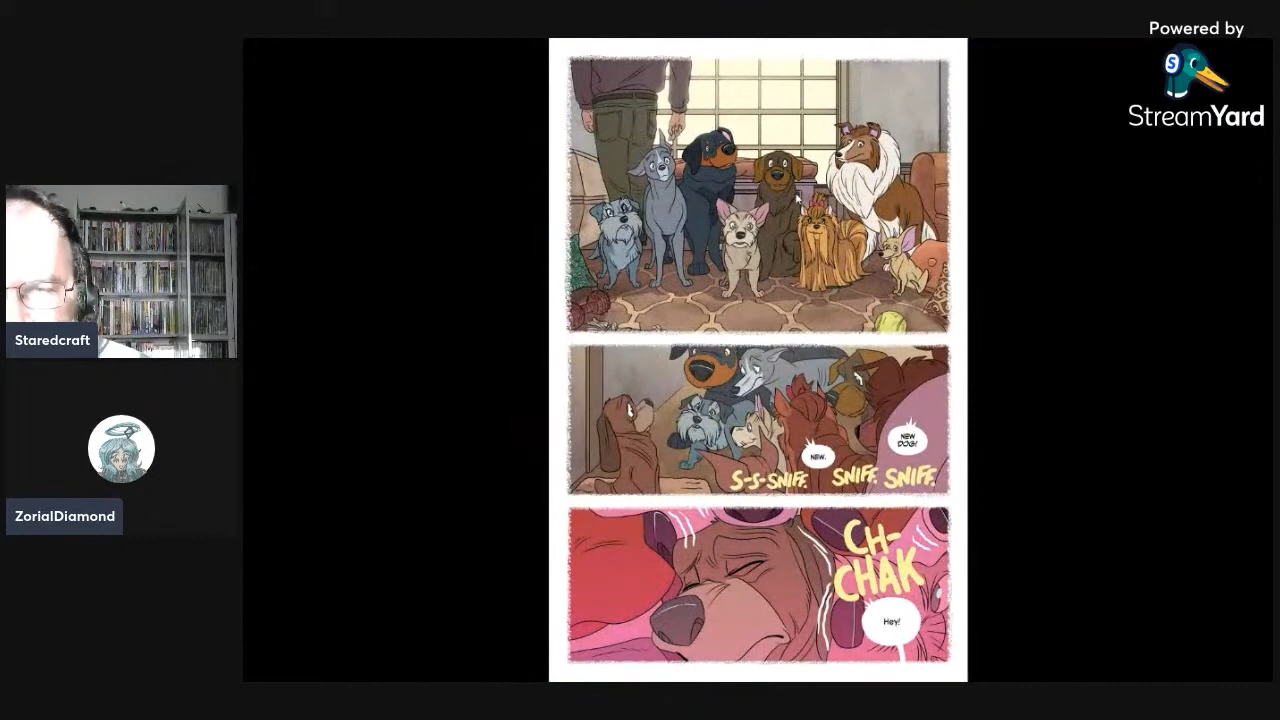 Powered by
StreamYard
Staredcraft
ZorialDiamond
NEW.
NEW
DOG!
S-S-SNIFF.
SNIFF.
SNIFF.
CH-
CHAK
Hey!